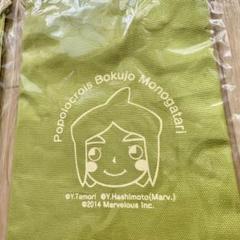 Popolocrois Bokujo Monogatari
©Y.Tamori ©Y.Hashimoto(Marv.)
©2014 Marvelous Inc.